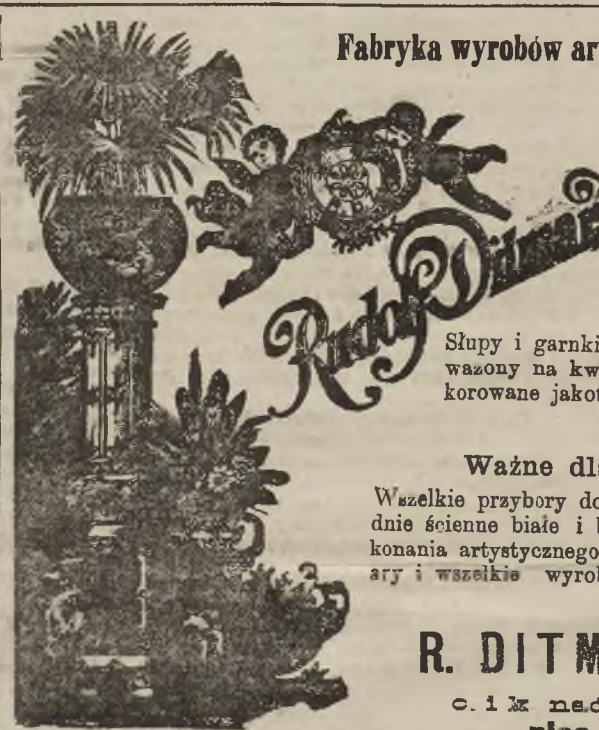 Fabryka wyrobów ar
Rudolf Ditmar
Słupy i garnki
wazony na kw
korowane jakot
Ważne dla
Wszelkie przybory do
dnie ścienne białe i b
konania artystycznego
ary i wszelkie wyrob
R. DITM
c. i k. nad